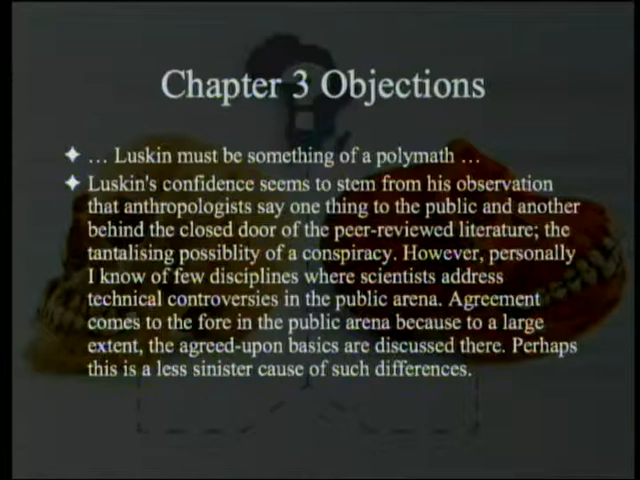 Chapter 3 Objections
… Luskin must be something of a polymath …
Luskin's confidence seems to stem from his observation
that anthropologists say one thing to the public and another
behind the closed door of the peer-reviewed literature; the
tantalising possiblity of a conspiracy. However, personally
I know of few disciplines where scientists address
technical controversies in the public arena. Agreement
comes to the fore in the public arena because to a large
extent, the agreed-upon basics are discussed there. Perhaps
this is a less sinister cause of such differences.